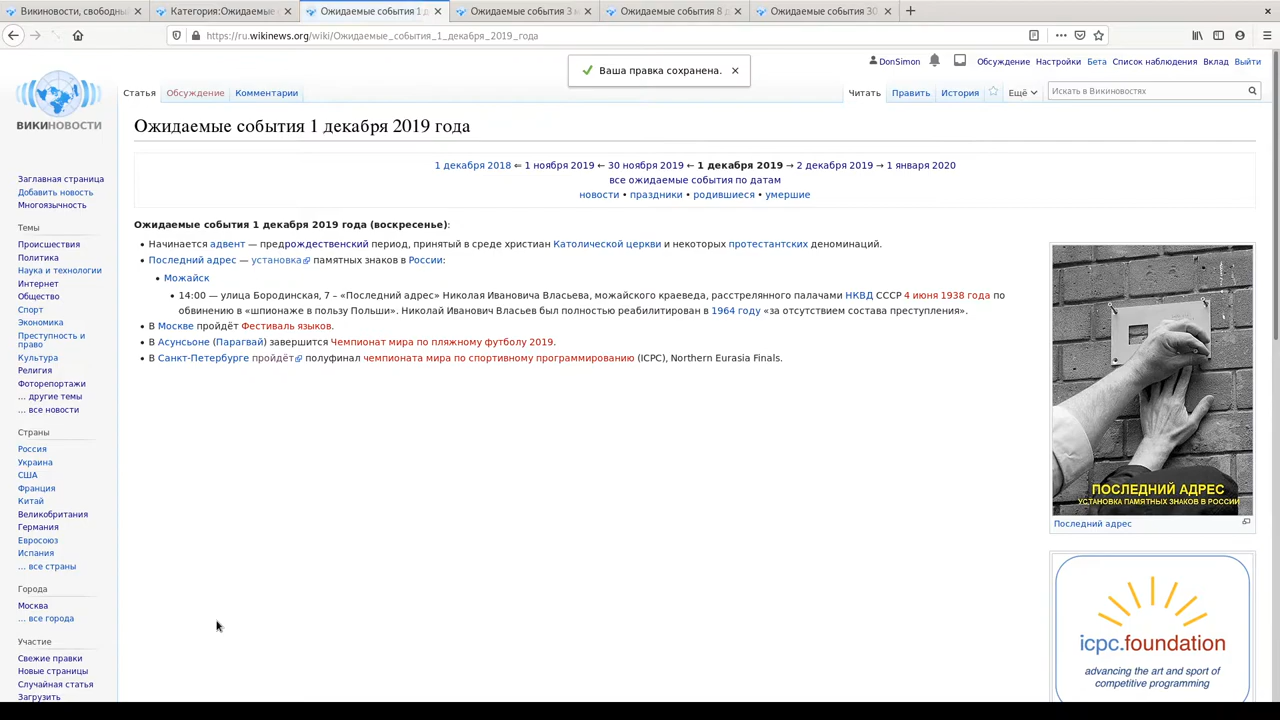 Викиновости, свободны
Категория:Ожидаемые
Ожидаемые события 1 д
Ожидаемые события 3
Ожидаемые события 8 д
Ожидаемые события 30
https://ru.wikinews.org/wiki/Ожидаемые_события_1_декабря_2019_года
Ваша правка сохранена.
DonSimon Обсуждение Настройки Бета Список наблюдения Вклад Выйти
Статья Обсуждение Комментарии Читать Править История Ещё Искать в Викиновостях
ВИКИНОВОСТИ
Ожидаемые события 1 декабря 2019 года
1 декабря 2018 ⇐ 1 ноября 2019 ← 30 ноября 2019 ← 1 декабря 2019 → 2 декабря 2019 → 1 января 2020
все ожидаемые события по датам
новости • праздники • родившиеся • умершие
Ожидаемые события 1 декабря 2019 года (воскресенье):
• Начинается адвент — предрождественский период, принятый в среде христиан Католической церкви и некоторых протестантских деноминаций.
• Последний адрес — установка памятных знаков в России:
• Можайск
• 14:00 — улица Бородинская, 7 – «Последний адрес» Николая Ивановича Власьева, можайского краеведа, расстрелянного палачами НКВД СССР 4 июня 1938 года по
обвинению в «шпионаже в пользу Польши». Николай Иванович Власьев был полностью реабилитирован в 1964 году «за отсутствием состава преступления».
• В Москве пройдёт Фестиваль языков.
• В Асунсьоне (Парагвай) завершится Чемпионат мира по пляжному футболу 2019.
• В Санкт-Петербурге пройдёт полуфинал чемпионата мира по спортивному программированию (ICPC), Northern Eurasia Finals.
ПОСЛЕДНИЙ АДРЕС
УСТАНОВКА ПАМЯТНЫХ ЗНАКОВ В РОССИИ
Последний адрес
icpc.foundation
advancing the art and sport of
competitive programming
Заглавная страница
Добавить новость
Многоязычность
Темы
Происшествия
Политика
Наука и технологии
Интернет
Общество
Спорт
Экономика
Преступность и
право
Культура
Религия
Фоторепортажи
... другие темы
... все новости
Страны
Россия
Украина
США
Франция
Китай
Великобритания
Германия
Евросоюз
Испания
... все страны
Города
Москва
... все города
Участие
Свежие правки
Новые страницы
Случайная статья
Загрузить